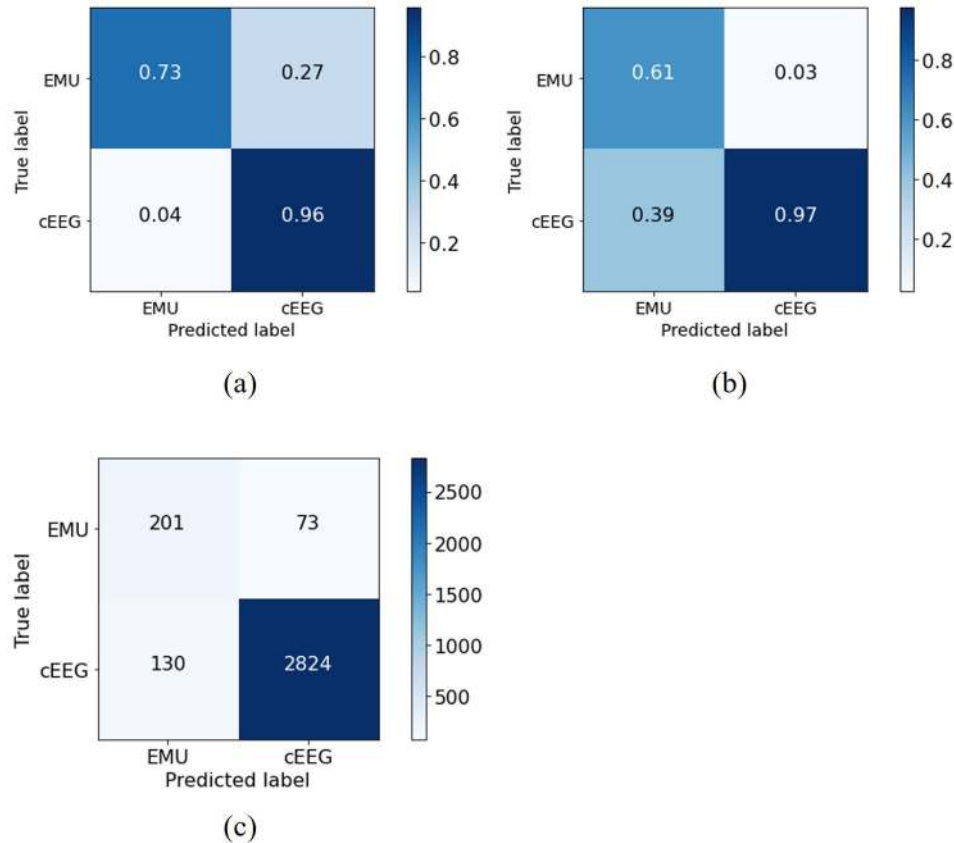 EMU
0.73
0.27
cEEG
0.04
0.96
EMU
cEEG
True label
Predicted label
0.8
0.6
0.4
0.2
(a)
EMU
0.61
0.03
cEEG
0.39
0.97
EMU
cEEG
True label
Predicted label
0.8
0.6
0.4
0.2
(b)
EMU
201
73
cEEG
130
2824
EMU
cEEG
True label
Predicted label
2500
2000
1500
1000
500
(c)